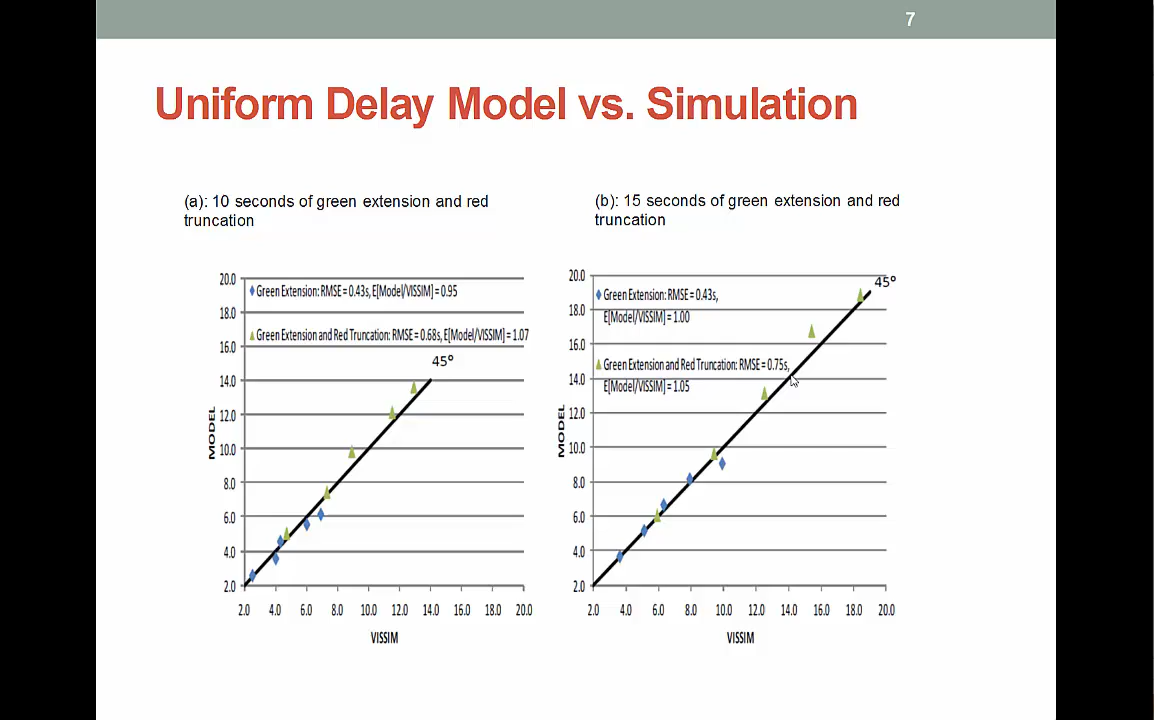 7
Uniform Delay Model vs. Simulation
(a): 10 seconds of green extension and red
truncation
(b): 15 seconds of green extension and red
truncation
20.0
18.0
16.0
14.0
12.0
10.0
8.0
6.0
4.0
2.0
MODEL
Green Extension: RMSE = 0.43s, E[Model/VISSIM] = 0.95
Green Extension and Red Truncation: RMSE = 0.68s, E[Model/VISSIM] = 1.07
45°
2.0 4.0 6.0 8.0 10.0 12.0 14.0 16.0 18.0 20.0
VISSIM
20.0
18.0
16.0
14.0
12.0
10.0
8.0
6.0
4.0
2.0
MODEL
45°
Green Extension: RMSE = 0.43s,
E[Model/VISSIM] = 1.00
Green Extension and Red Truncation: RMSE = 0.75s,
E[Model/VISSIM] = 1.05
2.0 4.0 6.0 8.0 10.0 12.0 14.0 16.0 18.0 20.0
VISSIM